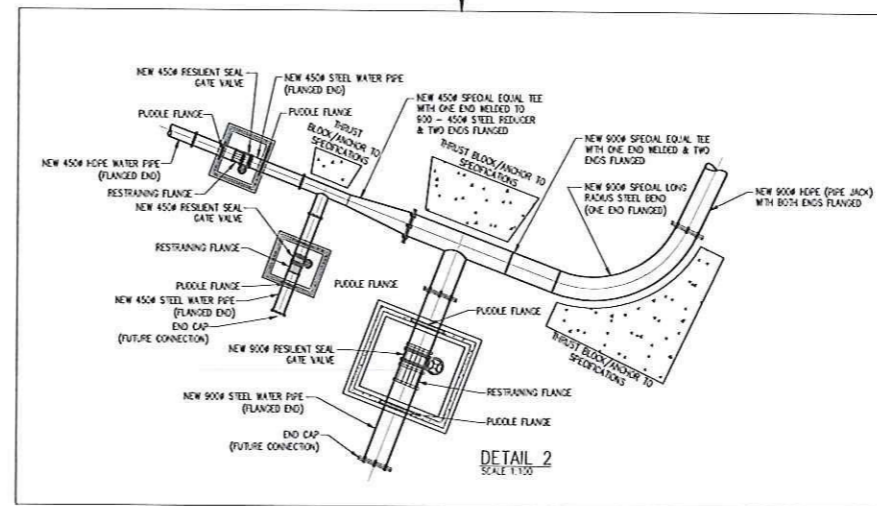 NEW 450ø RESILIENT SEAL
GATE VALVE
NEW 450ø STEEL WATER PIPE
(FLANGED END)
PUDDLE FLANGE
PUDDLE FLANGE
NEW 450ø HDPE WATER PIPE
(FLANGED END)
RESTRAINING FLANGE
THRUST
BLOCK/ANCHOR TO
SPECIFICATIONS
NEW 450ø SPECIAL EQUAL TEE
WITH ONE END WELDED TO
900 - 450ø STEEL REDUCER
& TWO ENDS FLANGED
THRUST BLOCK/ANCHOR TO
SPECIFICATIONS
NEW 900ø SPECIAL EQUAL TEE
WITH ONE END WELDED & TWO
ENDS FLANGED
NEW 900ø SPECIAL LONG
RADIUS STEEL BEND
(ONE END FLANGED)
NEW 900ø HDPE (PIPE JACK)
WITH BOTH ENDS FLANGED
NEW 450ø RESILIENT SEAL
GATE VALVE
RESTRAINING FLANGE
PUDDLE FLANGE
PUDDLE FLANGE
NEW 450ø STEEL WATER PIPE
(FLANGED END)
END CAP
(FUTURE CONNECTION)
PUDDLE FLANGE
THRUST BLOCK/ANCHOR TO
SPECIFICATIONS
NEW 900ø RESILIENT SEAL
GATE VALVE
RESTRAINING FLANGE
NEW 900ø STEEL WATER PIPE
(FLANGED END)
PUDDLE FLANGE
END CAP
(FUTURE CONNECTION)
DETAIL 2
SCALE 1:100